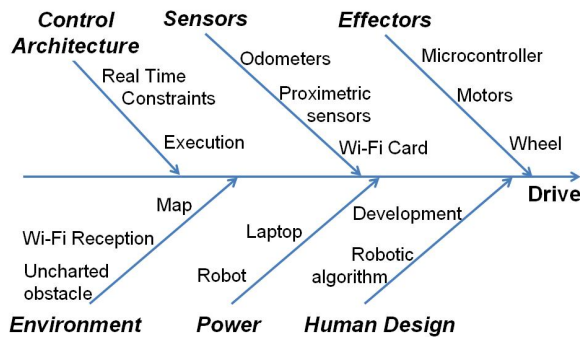 Control
Architecture
Sensors
Effectors
Real Time
Constraints
Execution
Odometers
Proximetric
sensors
Wi-Fi Card
Microcontroller
Motors
Wheel
Drive
Map
Wi-Fi Reception
Uncharted
obstacle
Laptop
Robot
Development
Robotic
algorithm
Environment
Power
Human Design